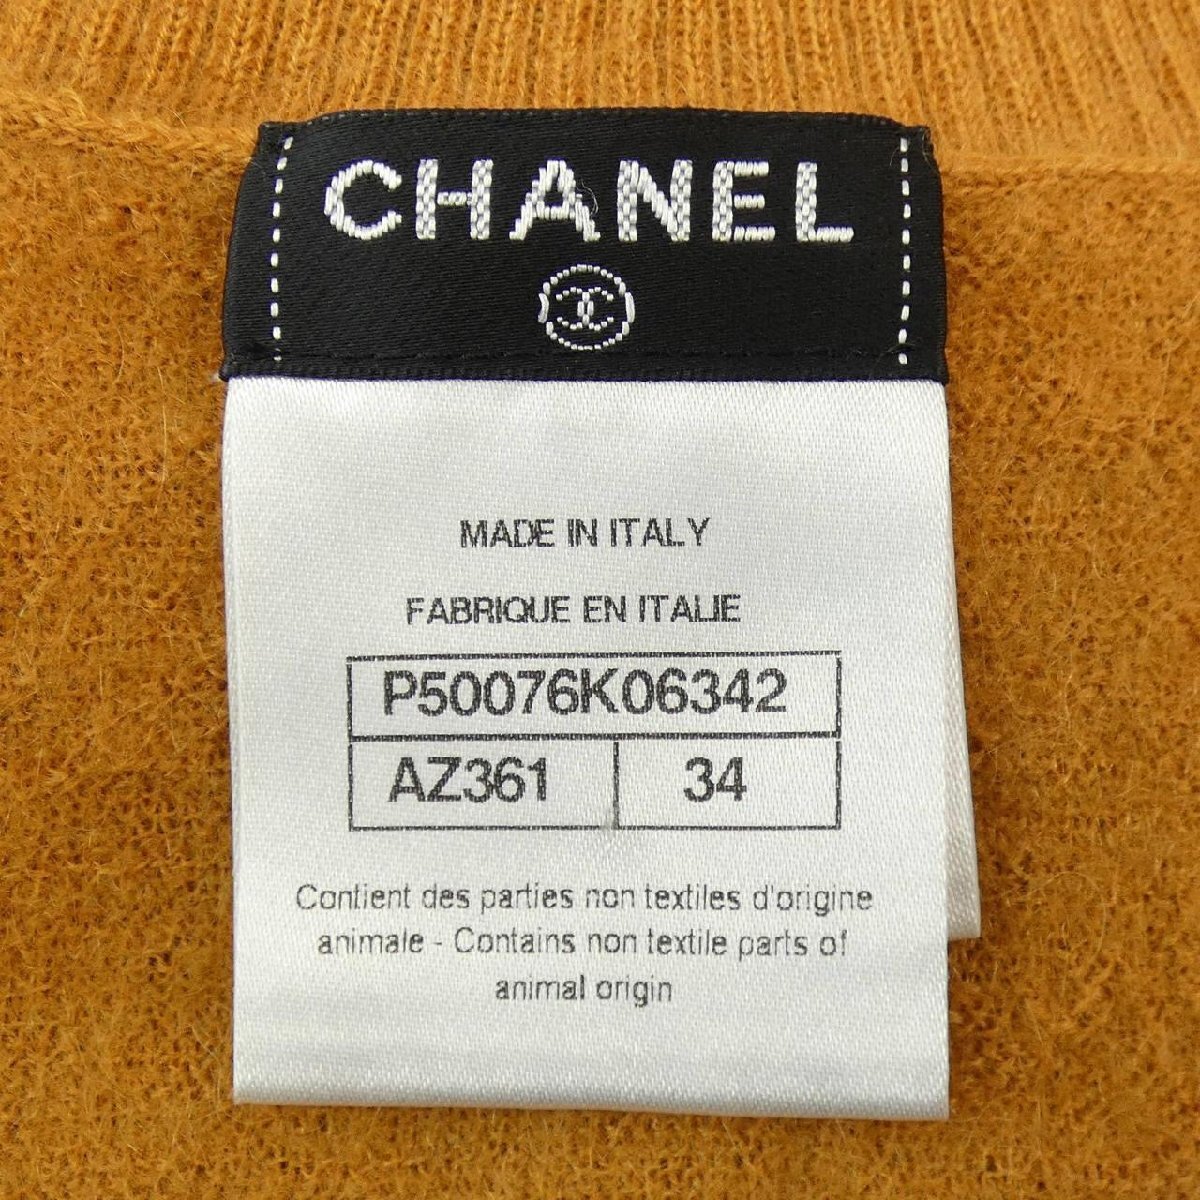 CHANEL
MADE IN ITALY
FABRIQUE EN ITALIE
P50076K06342
AZ361 34
Contient des parties non textiles d'origine
animale - Contains non textile parts of
animal origin